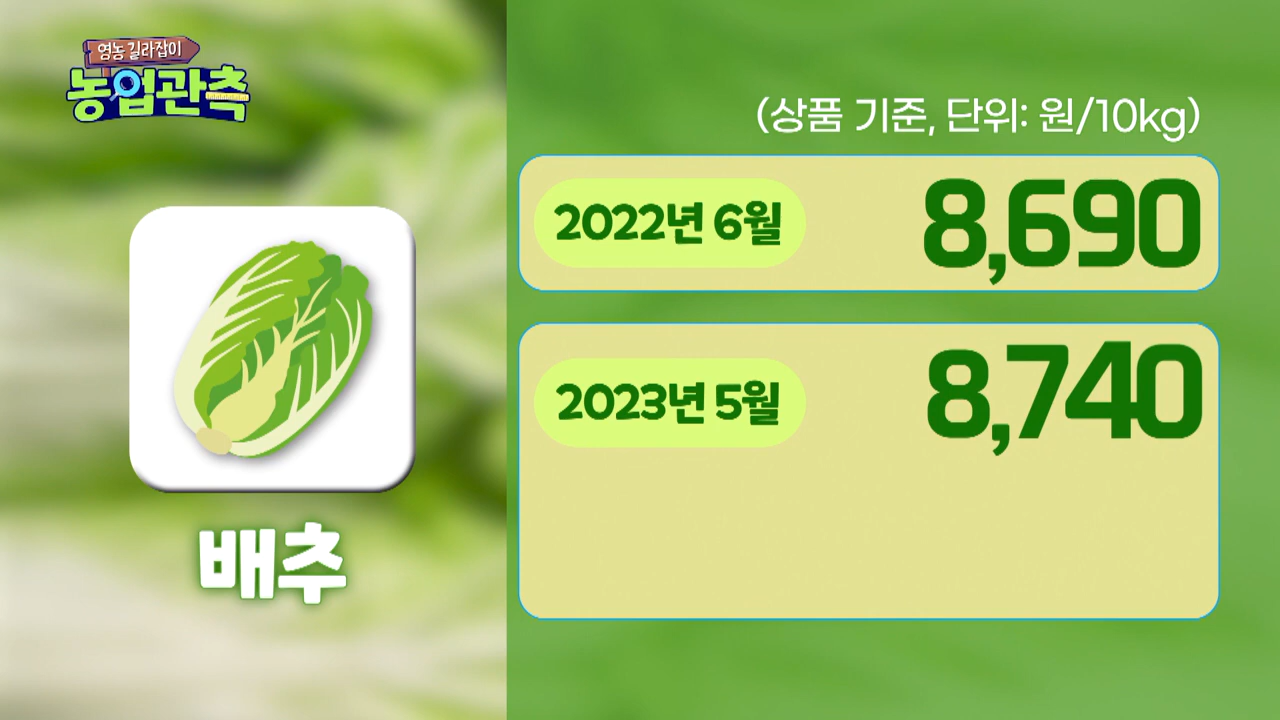 영농 길라잡이
농업관측
(상품 기준, 단위: 원/10kg)
2022년 6월 8,690
2023년 5월 8,740
배추